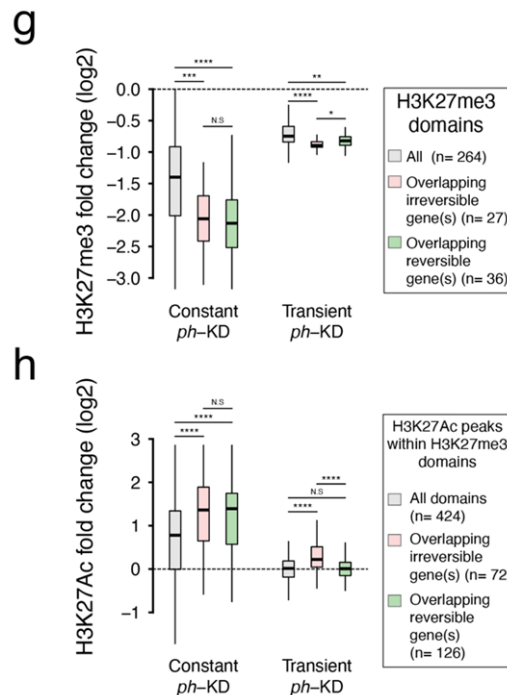 g
H3K27me3 fold change (log2)
0.0
−0.5
−1.0
−1.5
−2.0
−2.5
−3.0
****
***
N.S
**
****
*
Constant
ph−KD
Transient
ph−KD
H3K27me3
domains
All (n= 264)
Overlapping
irreversible
gene(s) (n= 27)
Overlapping
reversible
gene(s) (n= 36)
h
H3K27Ac fold change (log2)
3
2
1
0
−1
N.S
****
****
****
N.S
****
Constant
ph−KD
Transient
ph−KD
H3K27Ac peaks
within H3K27me3
domains
All domains
(n= 424)
Overlapping
irreversible
gene(s) (n= 72)
Overlapping
reversible
gene(s)
(n= 126)